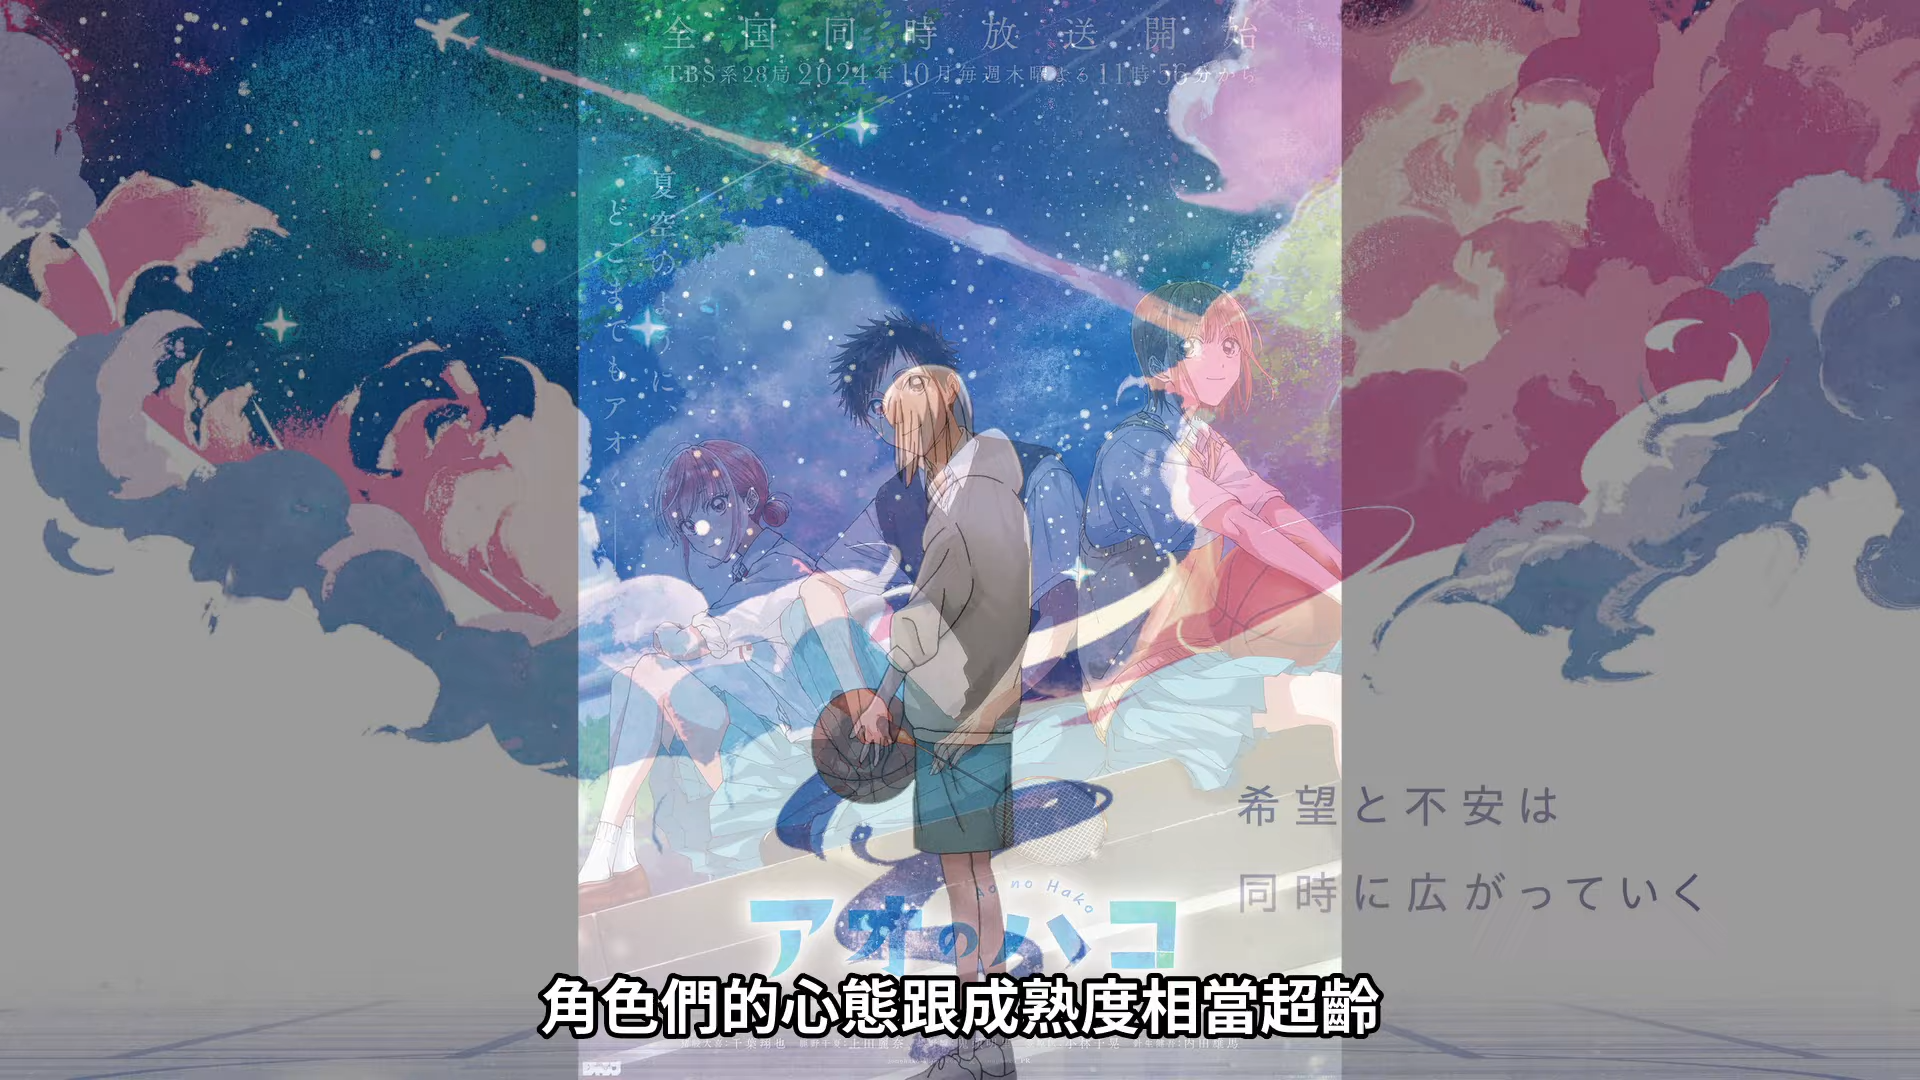 全国同時放送開始
TBS系28局2024年10月毎週木曜よる11時56分から
夏空のように、
どこまでもアオく――
希望と不安は
同時に広がっていく
Ao no Hako
アオのハコ
角色們的心態跟成熟度相當超齡